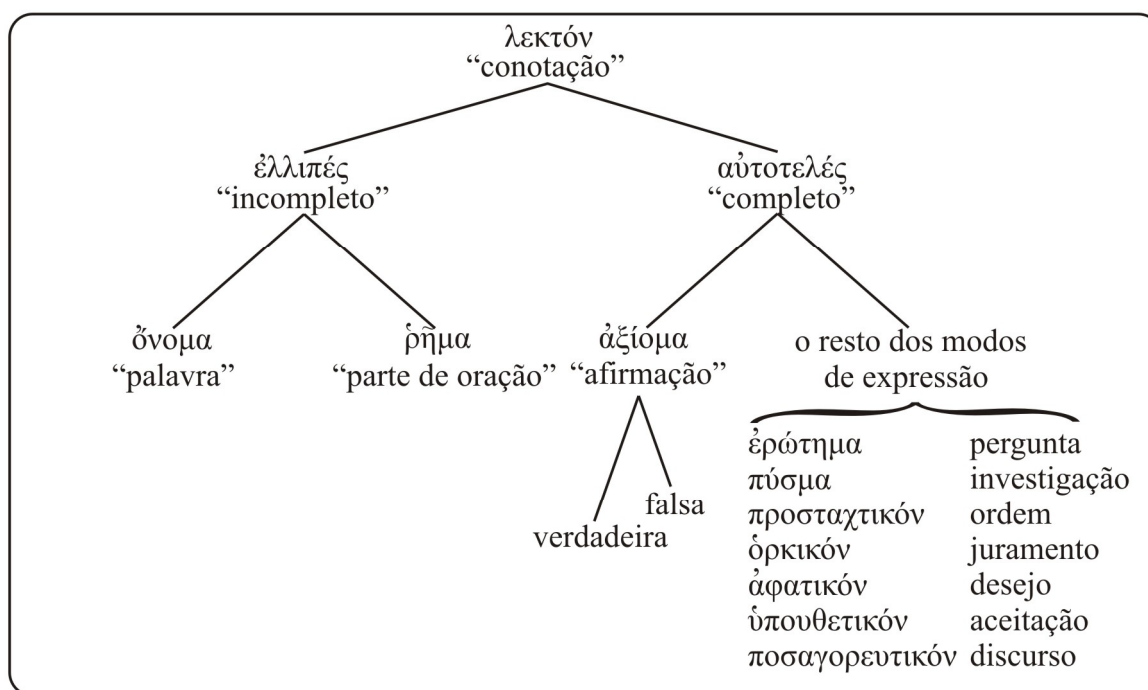 λεκτόν
“conotação”
ἐλλιπές
“incompleto”
αὐτοτελές
“completo”
ὄνομα
“palavra”
ῥῆμα
“parte de oração”
ἀξίομα
“afirmação”
o resto dos modos
de expressão
verdadeira
falsa
ἐρώτημα pergunta
πύσμα investigação
προσταχτικόν ordem
ὁρκικόν juramento
ἀφατικόν desejo
ὑπουθετικόν aceitação
ποσαγορευτικόν discurso